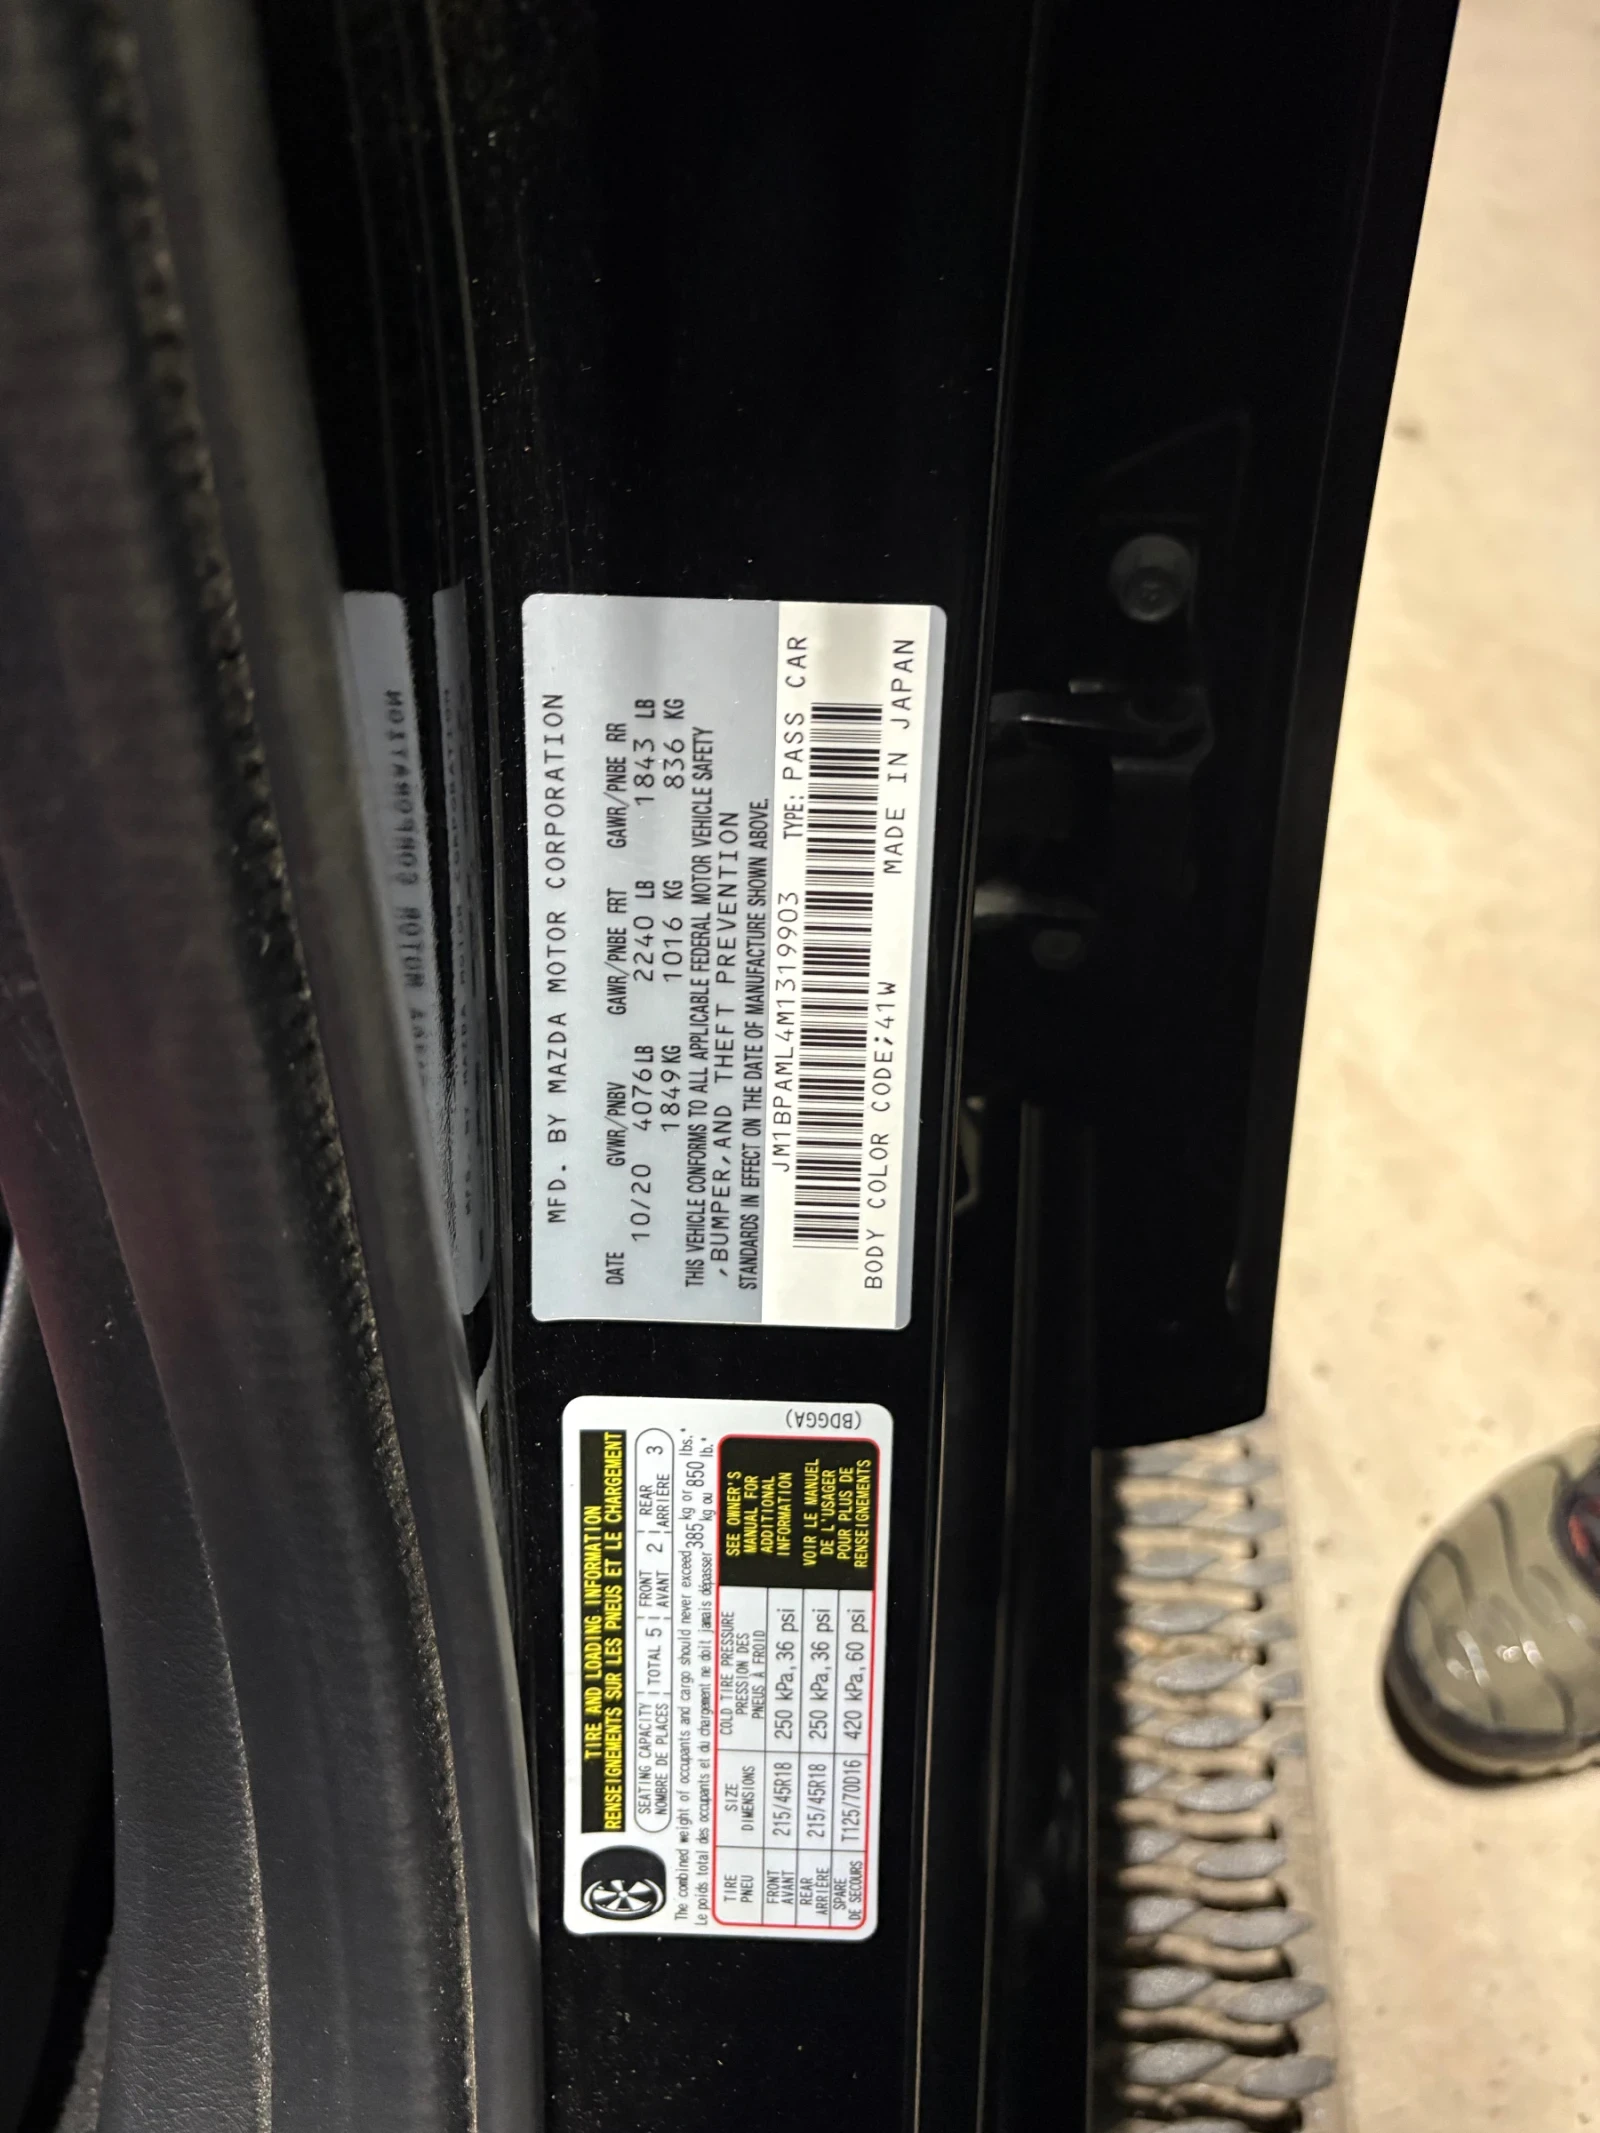 MFD. BY MAZDA MOTOR CORPORATION
DATE GVWR/PNBV GAWR/PNBE FRT GAWR/PNBE RR
10/20 4076LB 2240 LB 1843 LB
1849KG 1016 KG 836 KG
THIS VEHICLE CONFORMS TO ALL APPLICABLE FEDERAL MOTOR VEHICLE SAFETY
,BUMPER,AND THEFT PREVENTION
STANDARDS IN EFFECT ON THE DATE OF MANUFACTURE SHOWN ABOVE.
JM1BPAML4M1319903 TYPE: PASS CAR
BODY COLOR CODE;41W MADE IN JAPAN
TIRE AND LOADING INFORMATION
RENSEIGNEMENTS SUR LES PNEUS ET LE CHARGEMENT
SEATING CAPACITY TOTAL 5 FRONT 2 REAR 3
NOMBRE DE PLACES AVANT ARRIÈRE
The combined weight of occupants and cargo should never exceed 385 kg or 850 lbs.
Le poids total des occupants et du chargement ne doit jamais dépasser kg ou lb.
TIRE SIZE COLD TIRE PRESSURE
PNEU DIMENSIONS PRESSION DES
PNEUS À FROID
FRONT
AVANT 215/45R18 250 kPa, 36 psi
REAR
ARRIÈRE 215/45R18 250 kPa, 36 psi
SPARE
DE SECOURS T125/70D16 420 kPa, 60 psi
SEE OWNER'S
MANUAL FOR
ADDITIONAL
INFORMATION
VOIR LE MANUEL
DE L'USAGER
POUR PLUS DE
RENSEIGNEMENTS
(BDGGA)